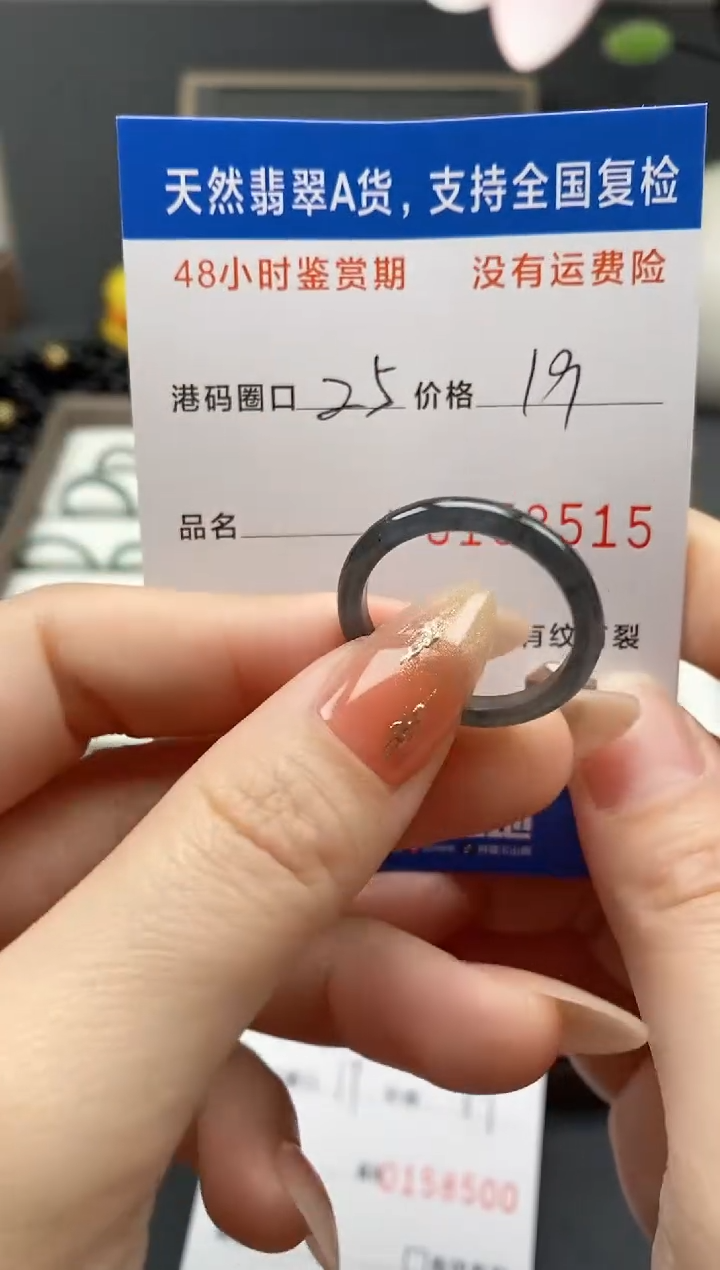 天然翡翠A货，支持全国复检
48小时鉴赏期 没有运费险
港码圈口 25 价格 19
品名 8515
有纹 裂
0158500